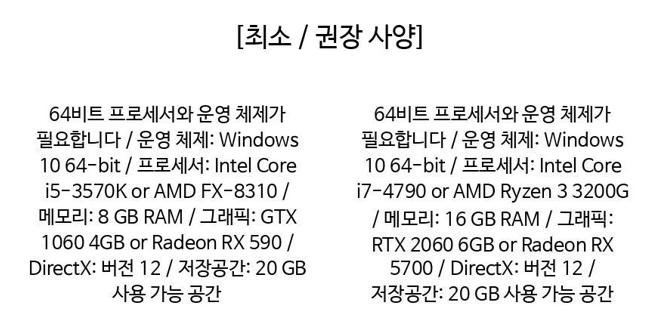 [최소 / 권장 사양]
64비트 프로세서와 운영 체제가
필요합니다 / 운영 체제: Windows
10 64-bit / 프로세서: Intel Core
i5-3570K or AMD FX-8310 /
메모리: 8 GB RAM / 그래픽: GTX
1060 4GB or Radeon RX 590 /
DirectX: 버전 12 / 저장공간: 20 GB
사용 가능 공간
64비트 프로세서와 운영 체제가
필요합니다 / 운영 체제: Windows
10 64-bit / 프로세서: Intel Core
i7-4790 or AMD Ryzen 3 3200G
/ 메모리: 16 GB RAM / 그래픽:
RTX 2060 6GB or Radeon RX
5700 / DirectX: 버전 12 /
저장공간: 20 GB 사용 가능 공간